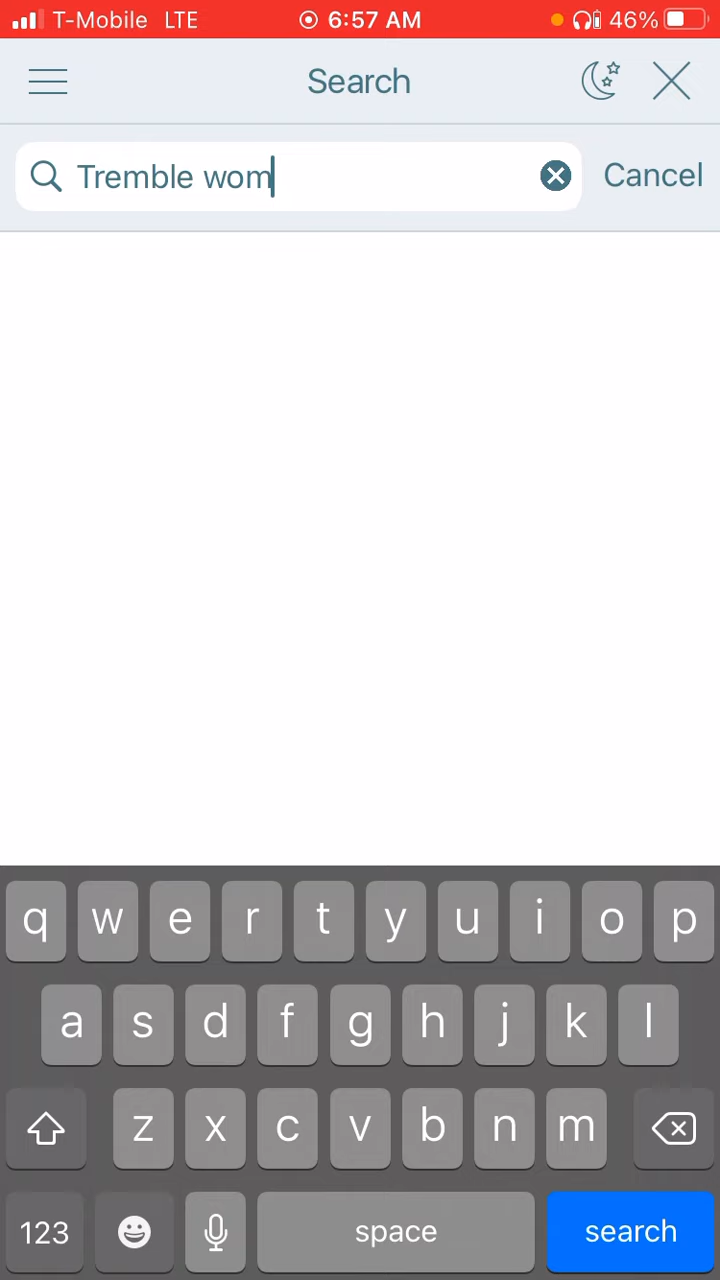 T-Mobile LTE 6:57 AM 46%
Search
Tremble wom Cancel
q w e r t y u i o p
a s d f g h j k l
z x c v b n m
123 space search